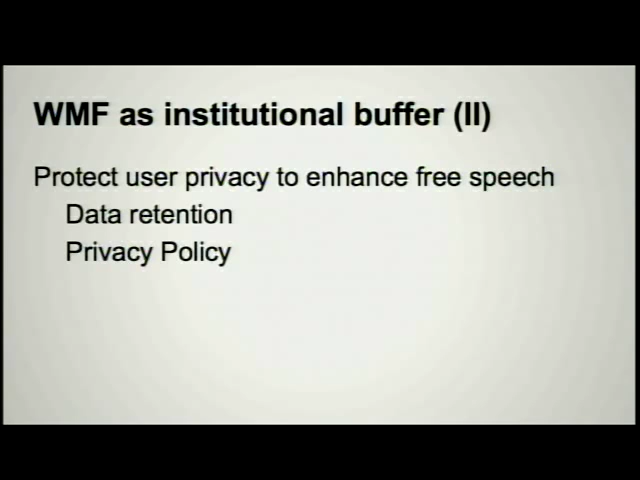 WMF as institutional buffer (II)
Protect user privacy to enhance free speech
Data retention
Privacy Policy